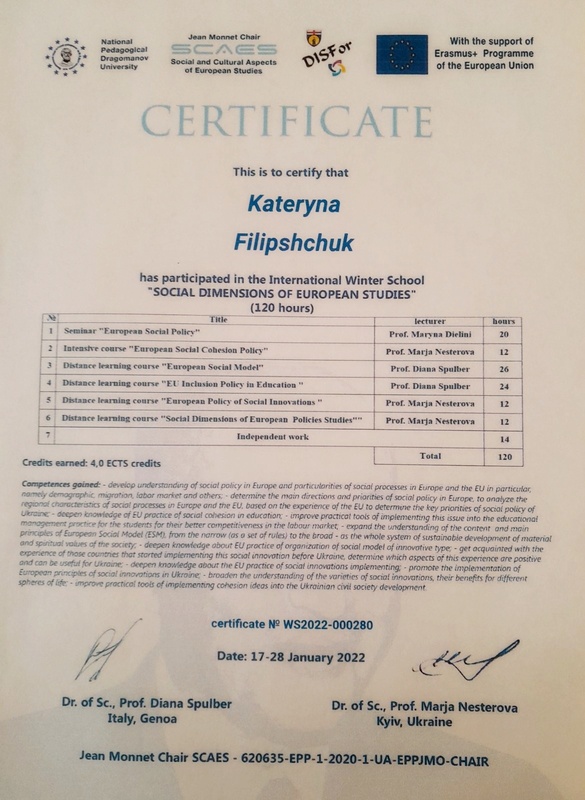 National
Pedagogical
Dragomanov
University
Jean Monnet Chair
SCAES
Social and Cultural Aspects
of European Studies
DISFor
With the support of
Erasmus+ Programme
of the European Union
CERTIFICATE
This is to certify that
Kateryna
Filipshchuk
has participated in the International Winter School
"SOCIAL DIMENSIONS OF EUROPEAN STUDIES"
(120 hours)
№ Title lecturer hours
1 Seminar "European Social Policy" Prof. Maryna Dielini 20
2 Intensive course "European Social Cohesion Policy" Prof. Marja Nesterova 12
3 Distance learning course "European Social Model" Prof. Diana Spulber 26
4 Distance learning course "EU Inclusion Policy in Education " Prof. Diana Spulber 24
5 Distance learning course "European Policy of Social Innovations " Prof. Marja Nesterova 12
6 Distance learning course "Social Dimensions of European Policies Studies"" Prof. Marja Nesterova 12
7 Independent work 14
Total 120
Credits earned: 4,0 ECTS credits
Competences gained: - develop understanding of social policy in Europe and particularities of social processes in Europe and the EU in particular,
namely demographic, migration, labor market and others; - determine the main directions and priorities of social policy in Europe, to analyze the
regional characteristics of social processes in Europe and the EU, based on the experience of the EU to determine the key priorities of social policy of
Ukraine; - deepen knowledge of EU practice of social cohesion in education; - improve practical tools of implementing this issue into the educational
management practice for the students for their better competitiveness in the labour market; - expand the understanding of the content and main
principles of European Social Model (ESM), from the narrow (as a set of rules) to the broad - as the whole system of sustainable development of material
and spiritual values of the society; - deepen knowledge about EU practice of organization of social model of innovative type; - get acquainted with the
experience of those countries that started implementing this social innovation before Ukraine, determine which aspects of this experience are positive
and can be useful for Ukraine; - deepen knowledge about the EU practice of social innovations implementing; - promote the implementation of
European principles of social innovations in Ukraine; - broaden the understanding of the varieties of social innovations, their benefits for different
spheres of life; - improve practical tools of implementing cohesion ideas into the Ukrainian civil society development.
certificate № WS2022-000280
Date: 17-28 January 2022
Dr. of Sc., Prof. Diana Spulber
Italy, Genoa
Dr. of Sc., Prof. Marja Nesterova
Kyiv, Ukraine
Jean Monnet Chair SCAES - 620635-EPP-1-2020-1-UA-EPPJMO-CHAIR